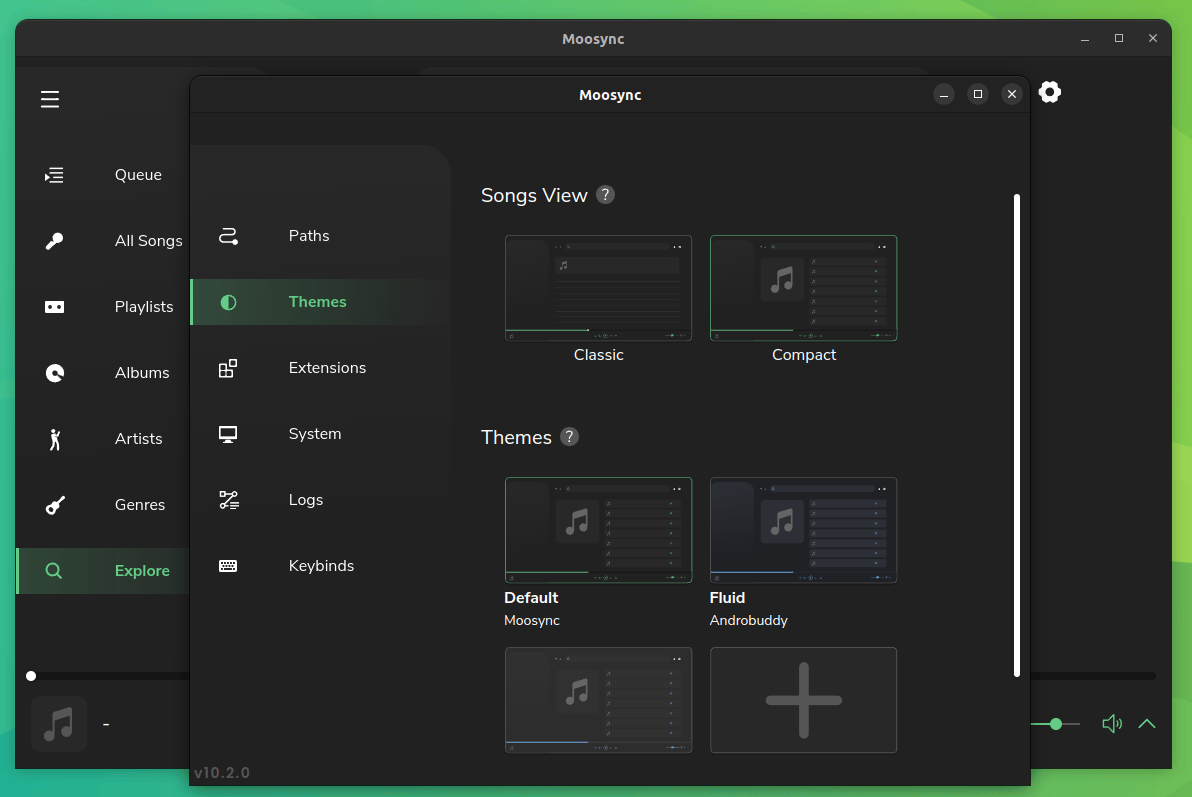 Moosync
Moosync
Queue
All Songs
Playlists
Albums
Artists
Genres
Explore
-
Paths
Themes
Extensions
System
Logs
Keybinds
v10.2.0
Songs View ?
Classic
Compact
Themes ?
Default
Moosync
Fluid
Androbuddy